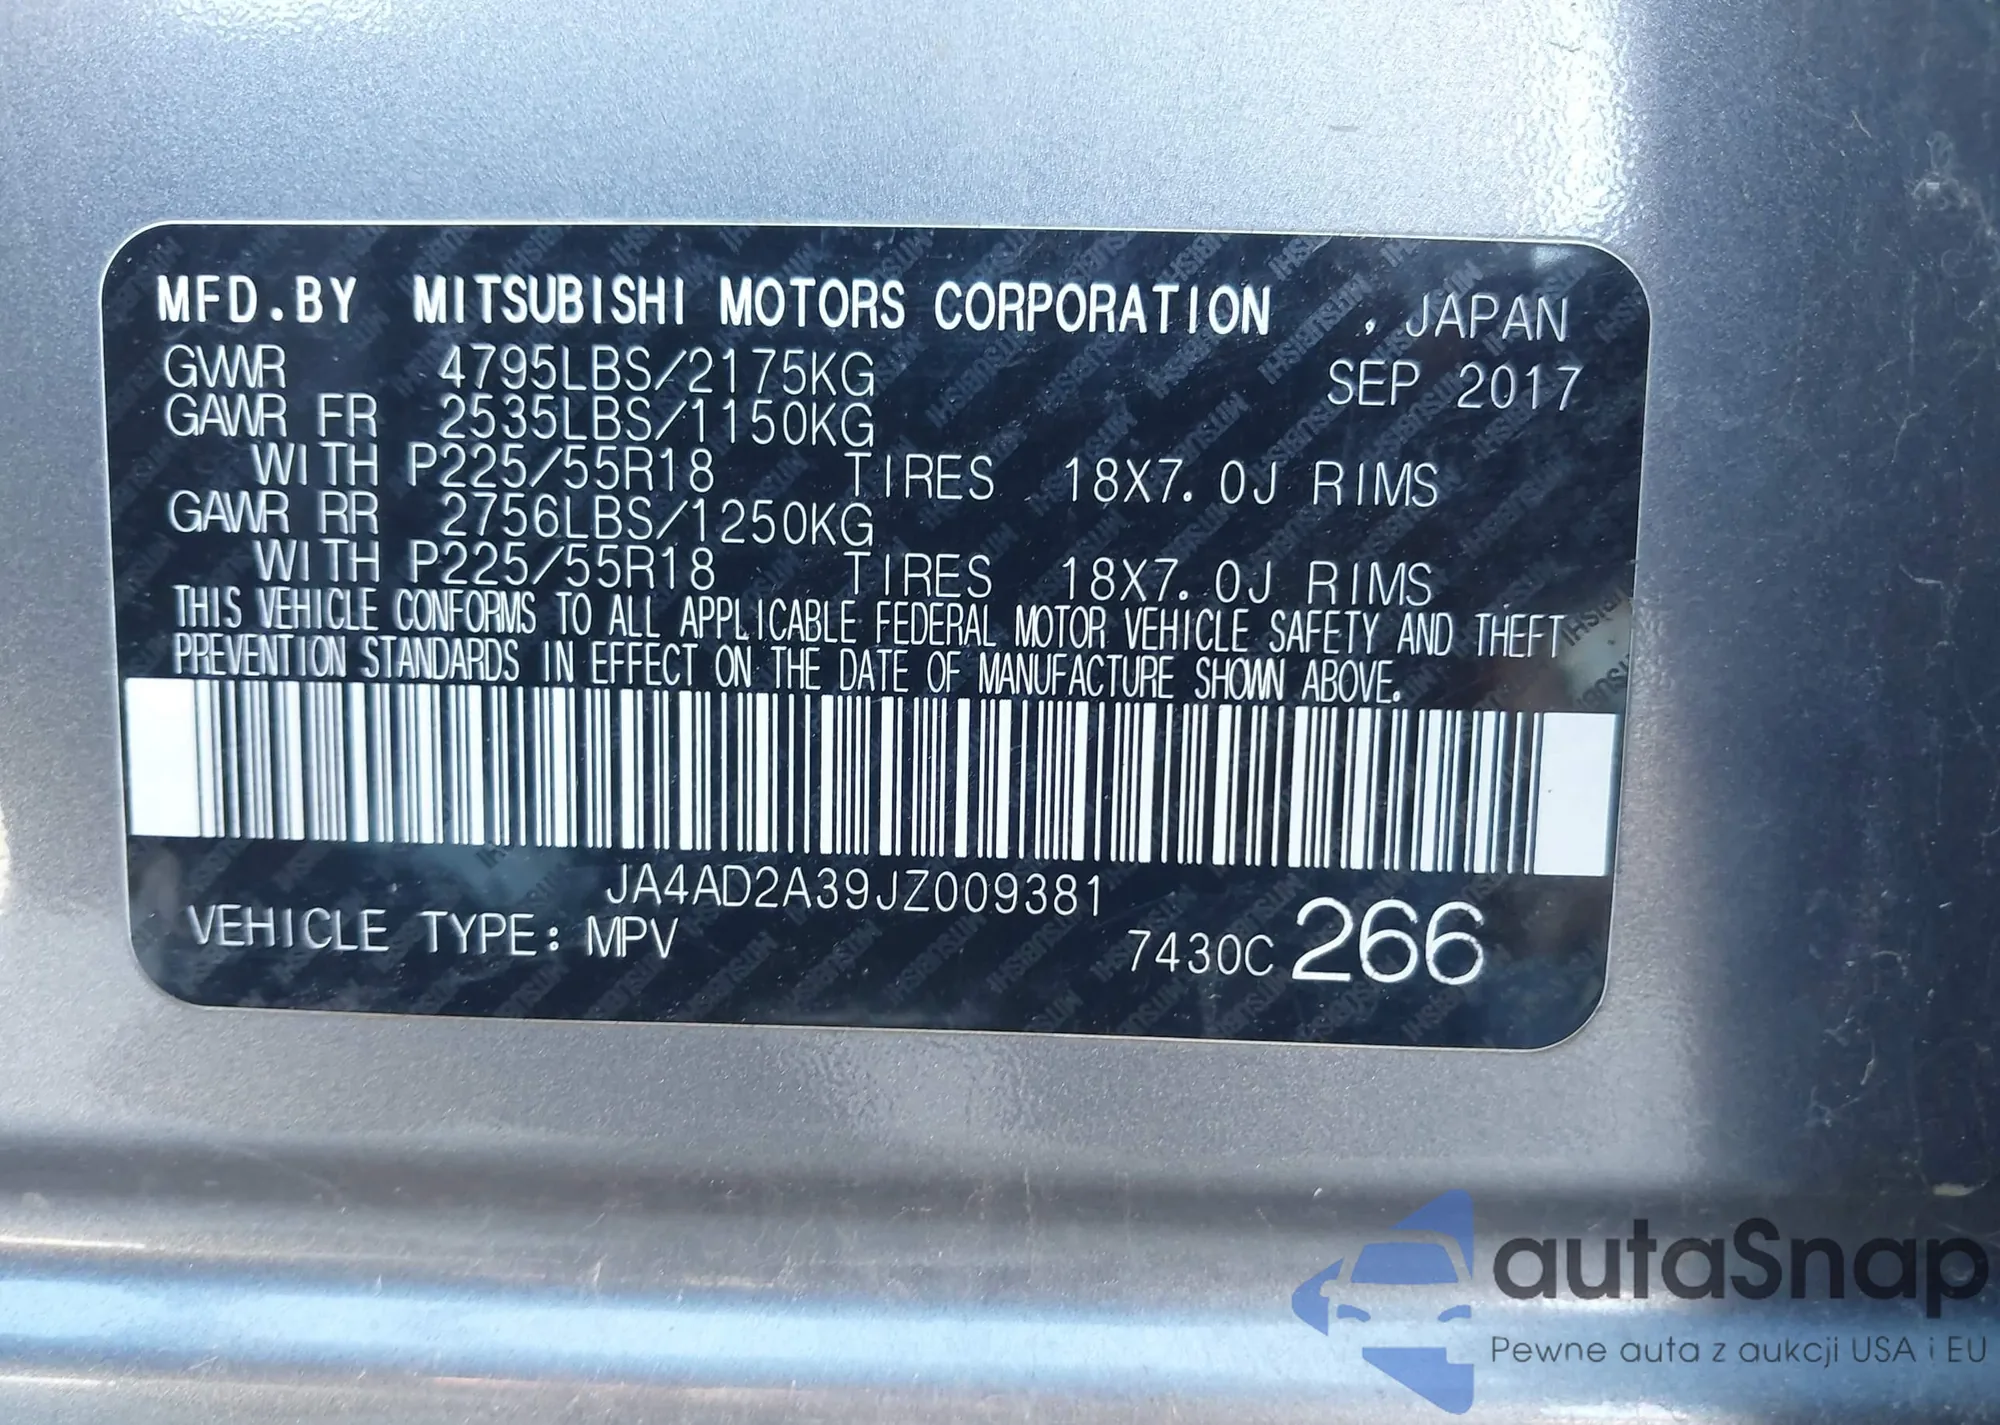 MFD.BY MITSUBISHI MOTORS CORPORATION , JAPAN
GVWR 4795LBS/2175KG SEP 2017
GAWR FR 2535LBS/1150KG
WITH P225/55R18 TIRES 18X7.0J RIMS
GAWR RR 2756LBS/1250KG
WITH P225/55R18 TIRES 18X7.0J RIMS
THIS VEHICLE CONFORMS TO ALL APPLICABLE FEDERAL MOTOR VEHICLE SAFETY AND THEFT
PREVENTION STANDARDS IN EFFECT ON THE DATE OF MANUFACTURE SHOWN ABOVE.
JA4AD2A39JZ009381
VEHICLE TYPE: MPV 7430C 266
autaSnap
Pewne auta z aukcji USA i EU